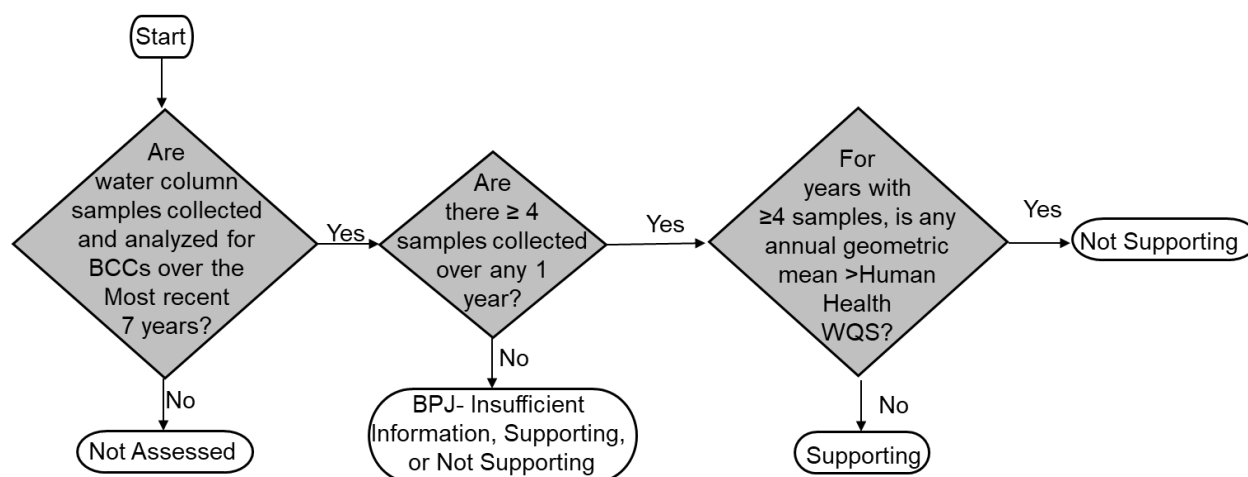 Start
Are
water column
samples collected
and analyzed for
BCCs over the
Most recent
7 years?
Yes
No
Not Assessed
Are
there ≥ 4
samples collected
over any 1
year?
Yes
No
BPJ- Insufficient
Information, Supporting,
or Not Supporting
For
years with
≥4 samples, is any
annual geometric
mean >Human
Health
WQS?
Yes
Not Supporting
No
Supporting